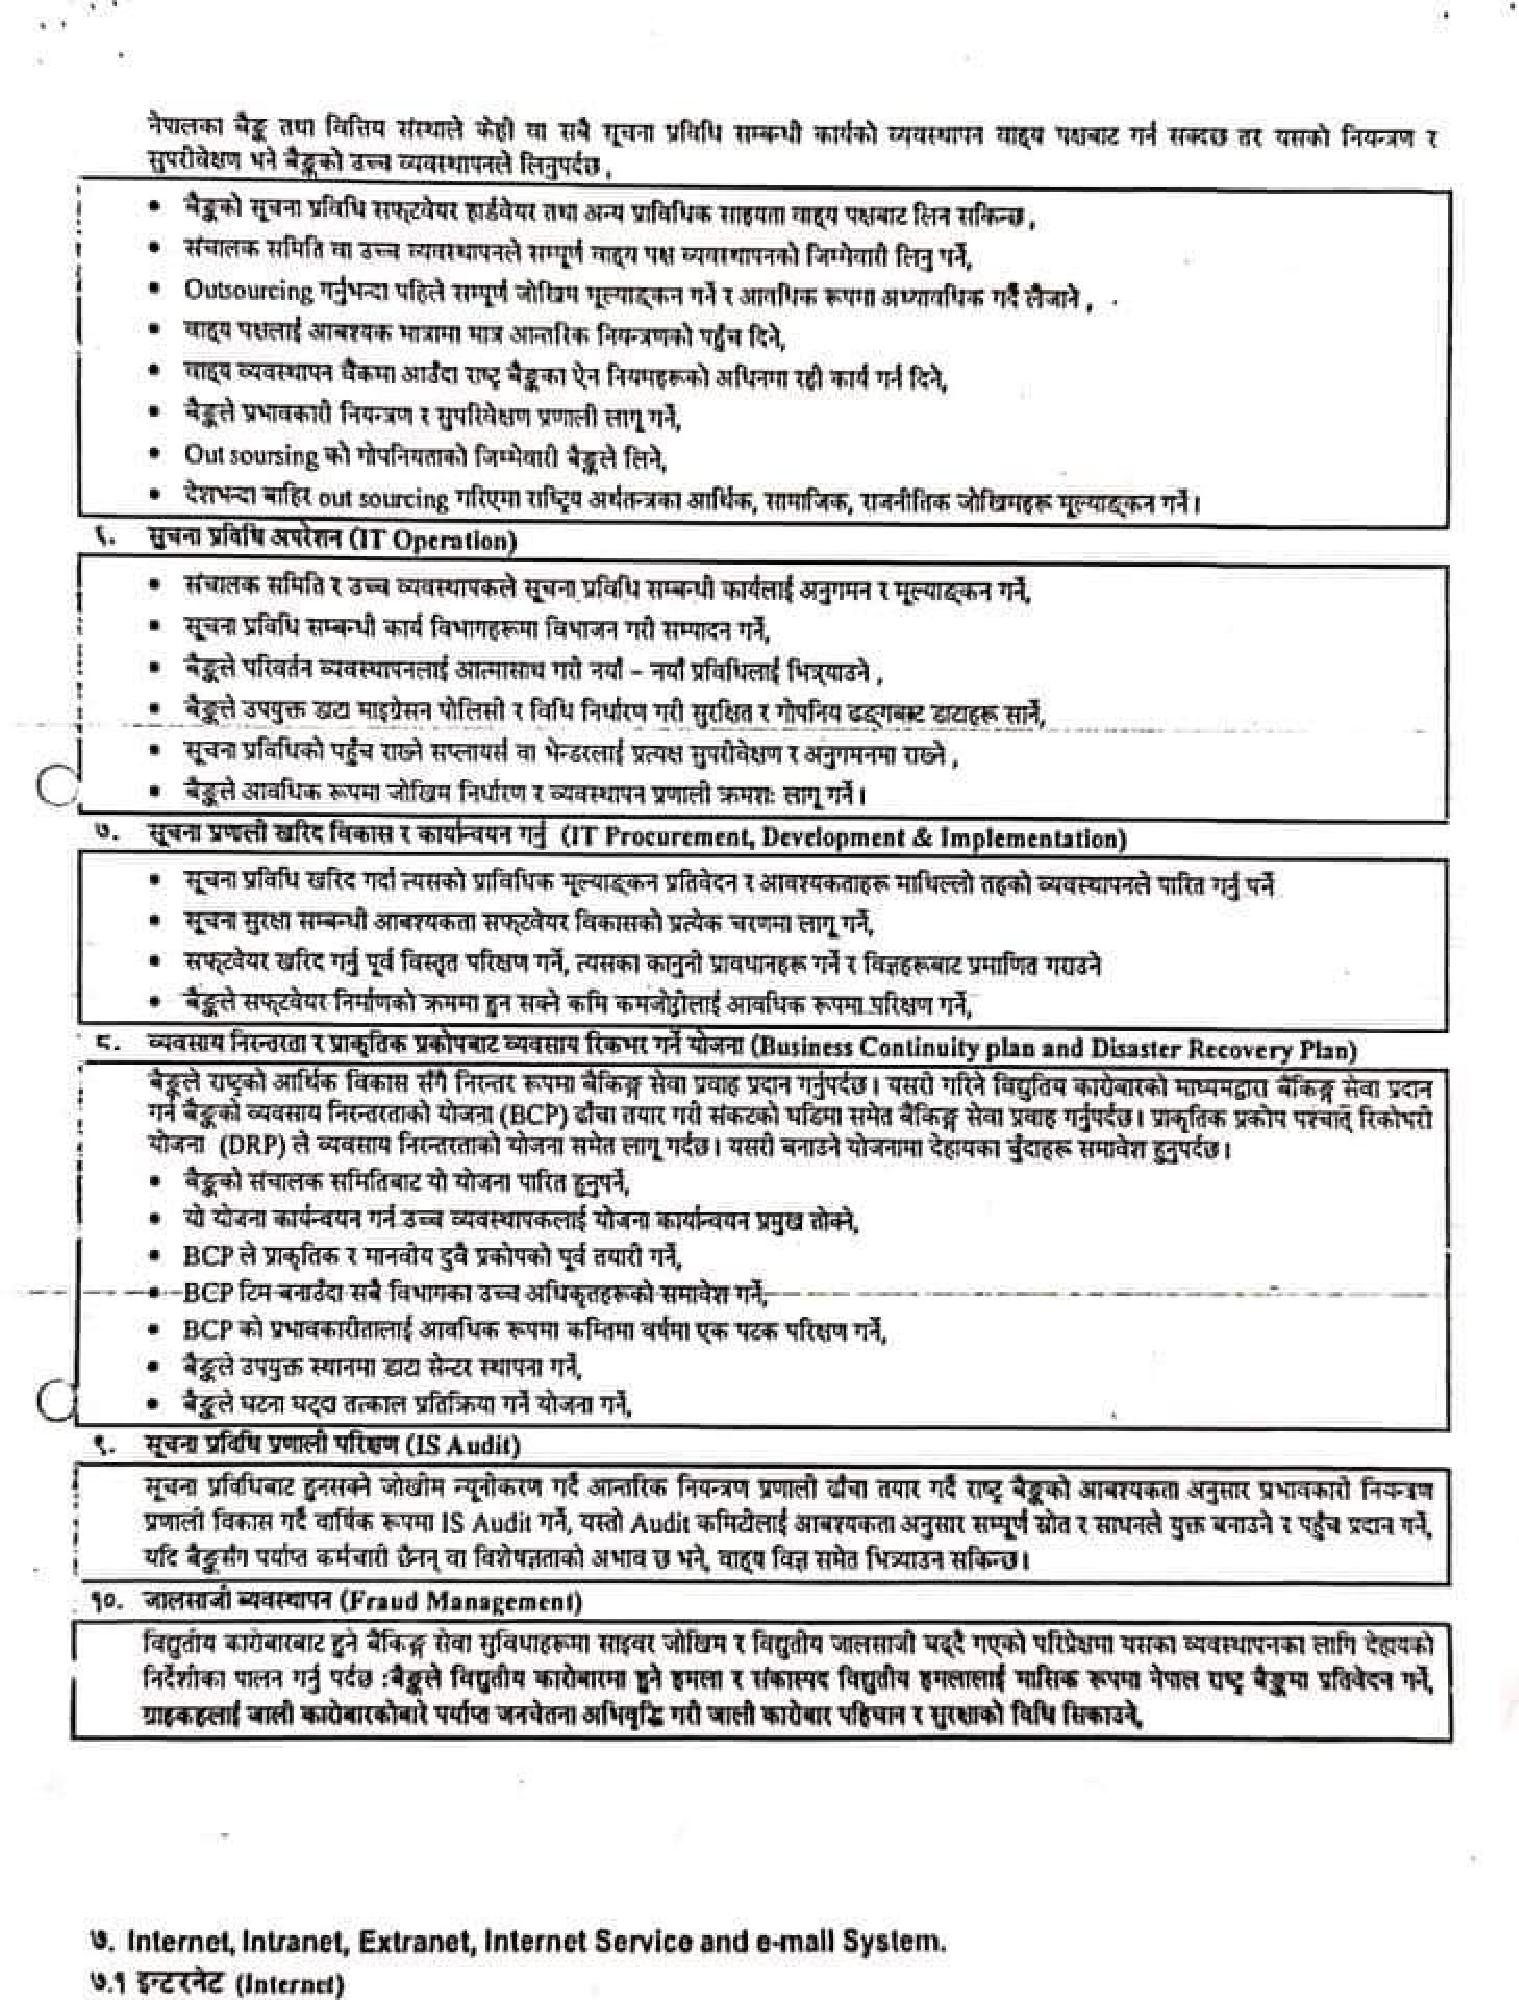 नेपालका बैङ्क तथा वित्तिय संस्थाले केही वा सबै सूचना प्रविधि सम्बन्धी कार्यको व्यवस्थापन वाह्य पक्षबाट गर्न सक्दछ तर यसको नियन्त्रण र
सुपरीवेक्षण भने बैङ्कको उच्च व्यवस्थापनले लिनुपर्दछ ,
• बैङ्कको सूचना प्रविधि सफ्टवेयर हार्डवेयर तथा अन्य प्राविधिक साहयता वाह्य पक्षबाट लिन सकिन्छ ,
• संचालक समिति वा उच्च व्यवस्थापनले सम्पूर्ण वाह्य पक्ष व्यवस्थापनको जिम्मेवारी लिनु पर्ने,
• Outsourcing गर्नुभन्दा पहिले सम्पूर्ण जोखिम मूल्याङ्कन गर्ने र आवधिक रूपमा अध्यावधिक गर्दै लैजाने ,
• वाह्य पक्षलाई आबश्यक मात्रामा मात्र आन्तरिक नियन्त्रणको पहुँच दिने,
• वाह्य व्यवस्थापन बैंकमा आउँदा राष्ट्र बैङ्कका ऐन नियमहरूको अधिनमा रही कार्य गर्न दिने,
• बैङ्कले प्रभावकारी नियन्त्रण र सुपरिवेक्षण प्रणाली लागू गर्ने,
• Out soursing को गोपनियताको जिम्मेवारी बैङ्कले लिने,
• देशभन्दा बाहिर out sourcing गरिएमा राष्ट्रिय अर्थतन्त्रका आर्थिक, सामाजिक, राजनीतिक जोखिमहरू मूल्याङ्कन गर्ने।
६. सुचना प्रविधि अपरेशन (IT Operation)
• संचालक समिति र उच्च व्यवस्थापकले सूचना प्रविधि सम्बन्धी कार्यलाई अनुगमन र मूल्याङ्कन गर्ने,
• सूचना प्रविधि सम्बन्धी कार्य विभागहरूमा विभाजन गरी सम्पादन गर्ने,
• बैङ्कले परिवर्तन व्यवस्थापनलाई आत्मासाथ गरी नयाँ – नयाँ प्रविधिलाई भित्र्याउने ,
• बैङ्कले उपयुक्त डाटा माइग्रेसन पोलिसी र विधि निर्धारण गरी सुरक्षित र गोपनिय ढङ्गबाट डाटाहरू सार्ने,
• सूचना प्रविधिको पहुँच राख्ने सप्लायर्स वा भेन्डरलाई प्रत्यक्ष सुपरीवेक्षण र अनुगमनमा राख्ने ,
• बैङ्कले आवधिक रूपमा जोखिम निर्धारण र व्यवस्थापन प्रणाली क्रमशः लागू गर्ने।
७. सूचना प्रणाली खरिद विकास र कार्यान्वयन गर्नु (IT Procurement, Development & Implementation)
• सूचना प्रविधि खरिद गर्दा त्यसको प्राविधिक मूल्याङ्कन प्रतिवेदन र आवश्यकताहरू माथिल्लो तहको व्यवस्थापनले पारित गर्नु पर्ने
• सूचना सुरक्षा सम्बन्धी आबश्यकता सफ्टवेयर विकासको प्रत्येक चरणमा लागू गर्ने,
• सफ्टवेयर खरिद गर्नु पूर्व विस्तृत परिक्षण गर्ने, त्यसका कानुनी प्रावधानहरू गर्ने र विज्ञहरूबाट प्रमाणित गराउने
• बैङ्कले सफ्टवेयर निर्माणको क्रममा हुन सक्ने कमि कमजोरीलाई आवधिक रूपमा परिक्षण गर्ने,
८. व्यवसाय निरन्तरता र प्राकृतिक प्रकोपबाट व्यवसाय रिकभर गर्ने योजना (Business Continuity plan and Disaster Recovery Plan)
बैङ्कले राष्ट्रको आर्थिक विकास सँगै निरन्तर रूपमा बैंकिङ्ग सेवा प्रवाह प्रदान गर्नुपर्दछ। यसरी गरिने विद्युतिय कारोबारको माध्यमद्वारा बैंकिङ्ग सेवा प्रदान
गर्न बैङ्कको व्यवसाय निरन्तरताको योजना (BCP) ढाँचा तयार गरी संकटको घडिमा समेत बैंकिङ्ग सेवा प्रवाह गर्नुपर्दछ। प्राकृतिक प्रकोप पश्चात् रिकोभरी
योजना (DRP) ले व्यवसाय निरन्तरताको योजना समेत लागू गर्दछ। यसरी बनाउने योजनामा देहायका बुँदाहरू समावेश हुनुपर्दछ।
• बैङ्कको संचालक समितिबाट यो योजना पारित हुनुपर्ने,
• यो योजना कार्यन्वयन गर्न उच्च व्यवस्थापकलाई योजना कार्यान्वयन प्रमुख तोक्ने,
• BCP ले प्राकृतिक र मानवीय दुवै प्रकोपको पूर्व तयारी गर्ने,
• BCP टिम बनाउँदा सबै विभागका उच्च अधिकृतहरूको समावेश गर्ने,
• BCP को प्रभावकारीतालाई आवधिक रूपमा कम्तिमा वर्षमा एक पटक परिक्षण गर्ने,
• बैङ्कले उपयुक्त स्थानमा डाटा सेन्टर स्थापना गर्ने,
• बैङ्कले घटना घट्दा तत्काल प्रतिक्रिया गर्ने योजना गर्ने,
९. सूचना प्रविधि प्रणाली परिक्षण (IS Audit)
सूचना प्रविधिबाट हुनसक्ने जोखीम न्यूनीकरण गर्दै आन्तरिक नियन्त्रण प्रणाली ढाँचा तयार गर्दै राष्ट्र बैङ्कको आबश्यकता अनुसार प्रभावकारी नियन्त्रण
प्रणाली विकास गर्दै वार्षिक रूपमा IS Audit गर्ने, यस्तो Audit कमिटीलाई आबश्यकता अनुसार सम्पूर्ण स्रोत र साधनले युक्त बनाउने र पहुँच प्रदान गर्ने,
यदि बैङ्कसँग पर्याप्त कर्मचारी छैनन् वा विशेषज्ञताको अभाव छ भने, वाह्य विज्ञ समेत भित्र्याउन सकिन्छ।
१०. जालसाजी ब्यवस्थापन (Fraud Management)
विद्युतीय कारोबारबाट हुने बैंकिङ्ग सेवा सुविधाहरूमा साइवर जोखिम र विद्युतीय जालसाजी बढ्दै गएको परिप्रेक्षमा यसका व्यवस्थापनका लागि देहायको
निर्देशीका पालन गर्नु पर्दछ :बैङ्कले विद्युतीय कारोबारमा हुने हमला र संकास्पद विद्युतीय हमलालाई मासिक रूपमा नेपाल राष्ट्र बैङ्कमा प्रतिवेदन गर्ने,
ग्राहकहलाई जाली कारोबारकोबारे पर्याप्त जनचेतना अभिवृद्धि गरी जाली कारोबार पहिचान र सुरक्षाको विधि सिकाउने,
७. Internet, Intranet, Extranet, Internet Service and e-mail System.
७.१ इन्टरनेट (Internet)